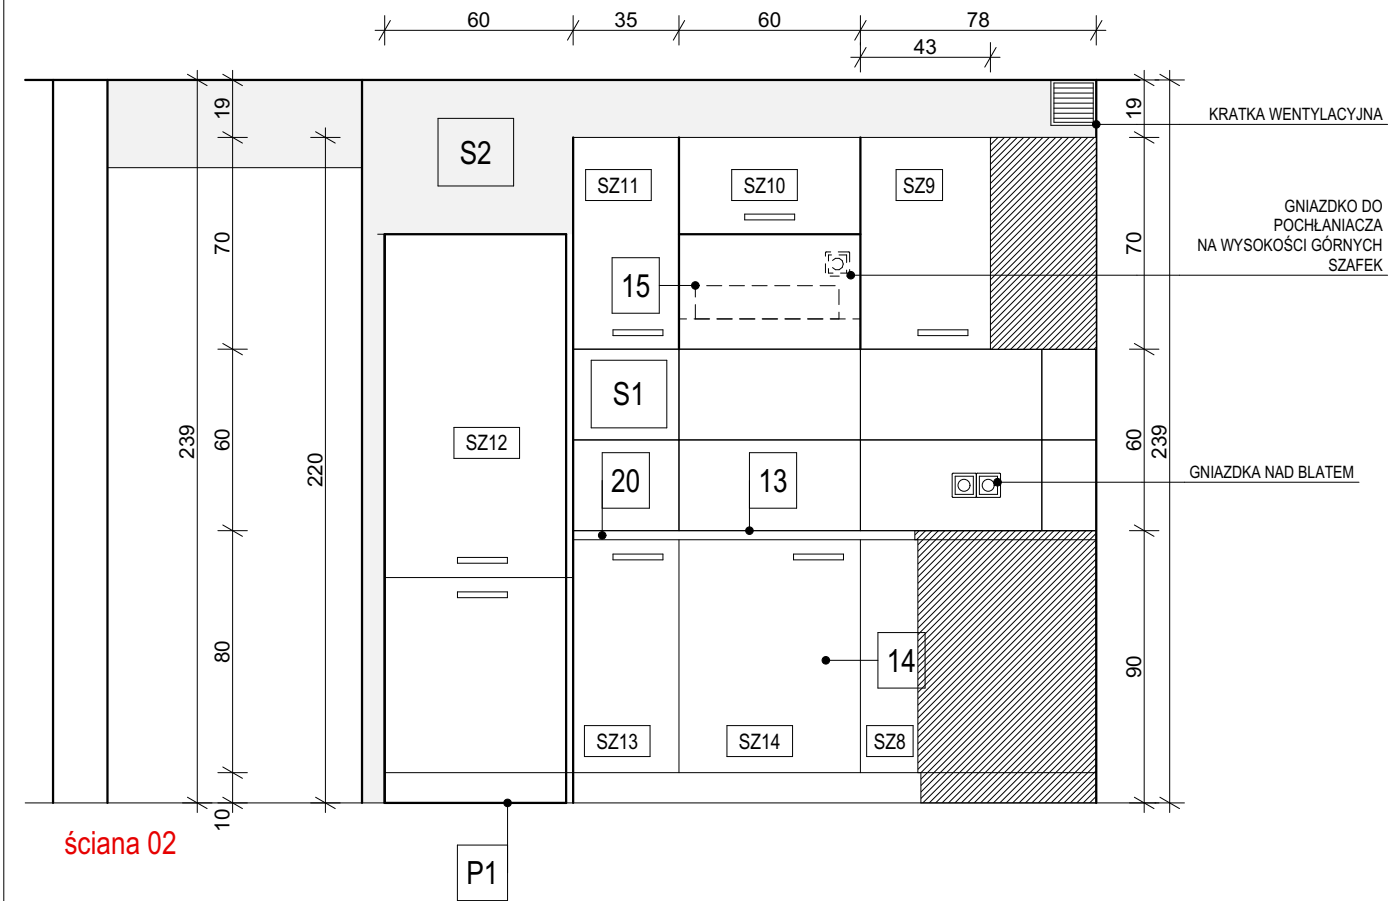 60 35 60 78
43
19
19
KRATKA WENTYLACYJNA
S2
SZ11
SZ10
SZ9
GNIAZDKO DO
POCHŁANIACZA
NA WYSOKOŚCI GÓRNYCH
SZAFEK
70
70
15
S1
239
60
220
SZ12
60
239
20
13
GNIAZDKA NAD BLATEM
80
14
90
SZ13
SZ14
SZ8
10
ściana 02
P1